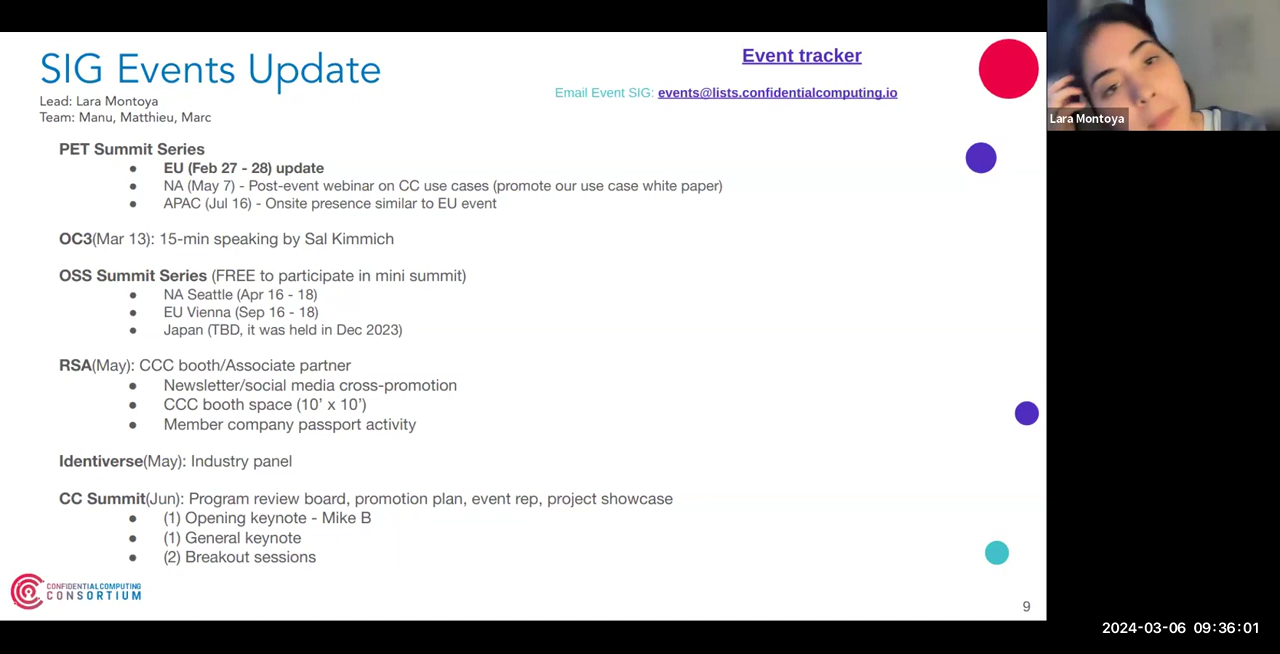 SIG Events Update
Event tracker
Email Event SIG: events@lists.confidentialcomputing.io
Lead: Lara Montoya
Team: Manu, Matthieu, Marc
Lara Montoya
PET Summit Series
● EU (Feb 27 - 28) update
● NA (May 7) - Post-event webinar on CC use cases (promote our use case white paper)
● APAC (Jul 16) - Onsite presence similar to EU event
OC3(Mar 13): 15-min speaking by Sal Kimmich
OSS Summit Series (FREE to participate in mini summit)
● NA Seattle (Apr 16 - 18)
● EU Vienna (Sep 16 - 18)
● Japan (TBD, it was held in Dec 2023)
RSA(May): CCC booth/Associate partner
● Newsletter/social media cross-promotion
● CCC booth space (10’ x 10’)
● Member company passport activity
Identiverse(May): Industry panel
CC Summit(Jun): Program review board, promotion plan, event rep, project showcase
● (1) Opening keynote - Mike B
● (1) General keynote
● (2) Breakout sessions
CONFIDENTIAL COMPUTING
CONSORTIUM
9
2024-03-06 09:36:01